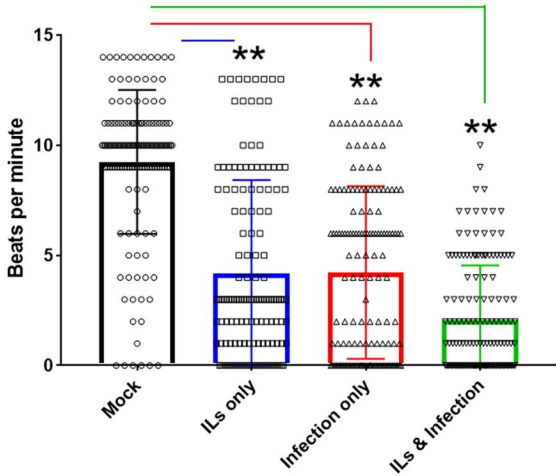 15
**
**
10
**
Beats per minute
5
0
Mock
ILs only
Infection only
ILs & Infection